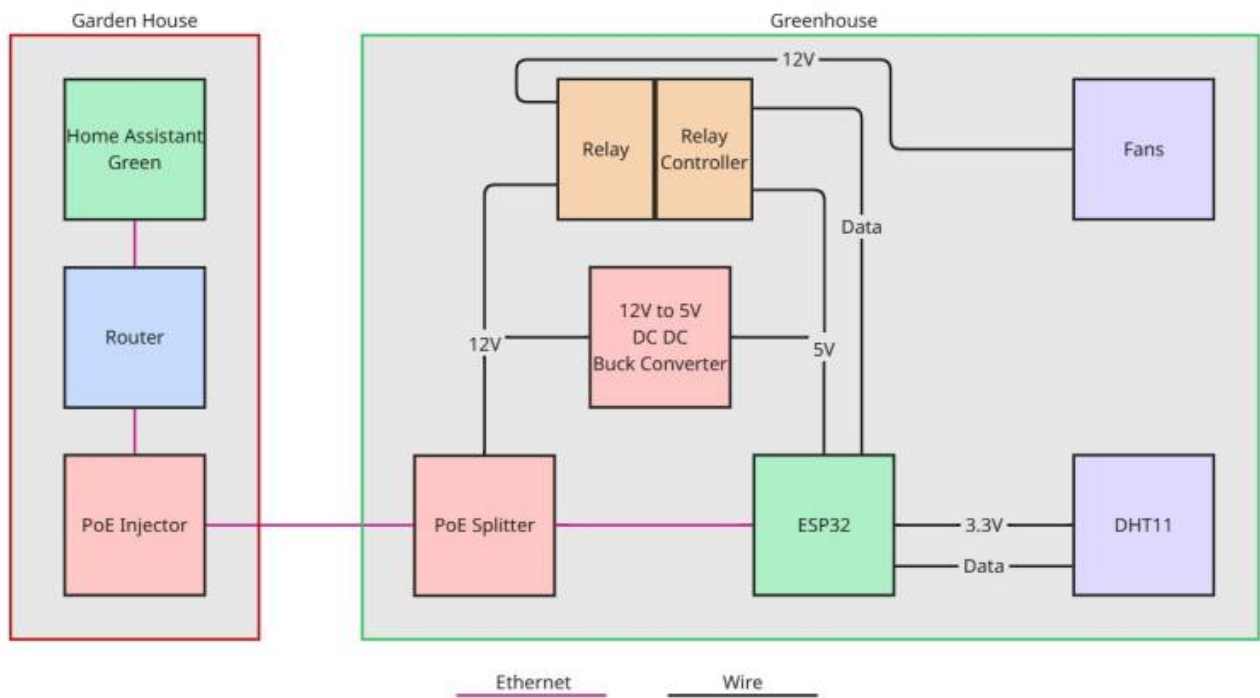 Garden House
Greenhouse
12V
Home Assistant
Green
Relay
Relay
Controller
Fans
Data
Router
12V to 5V
DC DC
Buck Converter
12V
5V
PoE Injector
PoE Splitter
ESP32
3.3V
DHT11
Data
Ethernet
Wire